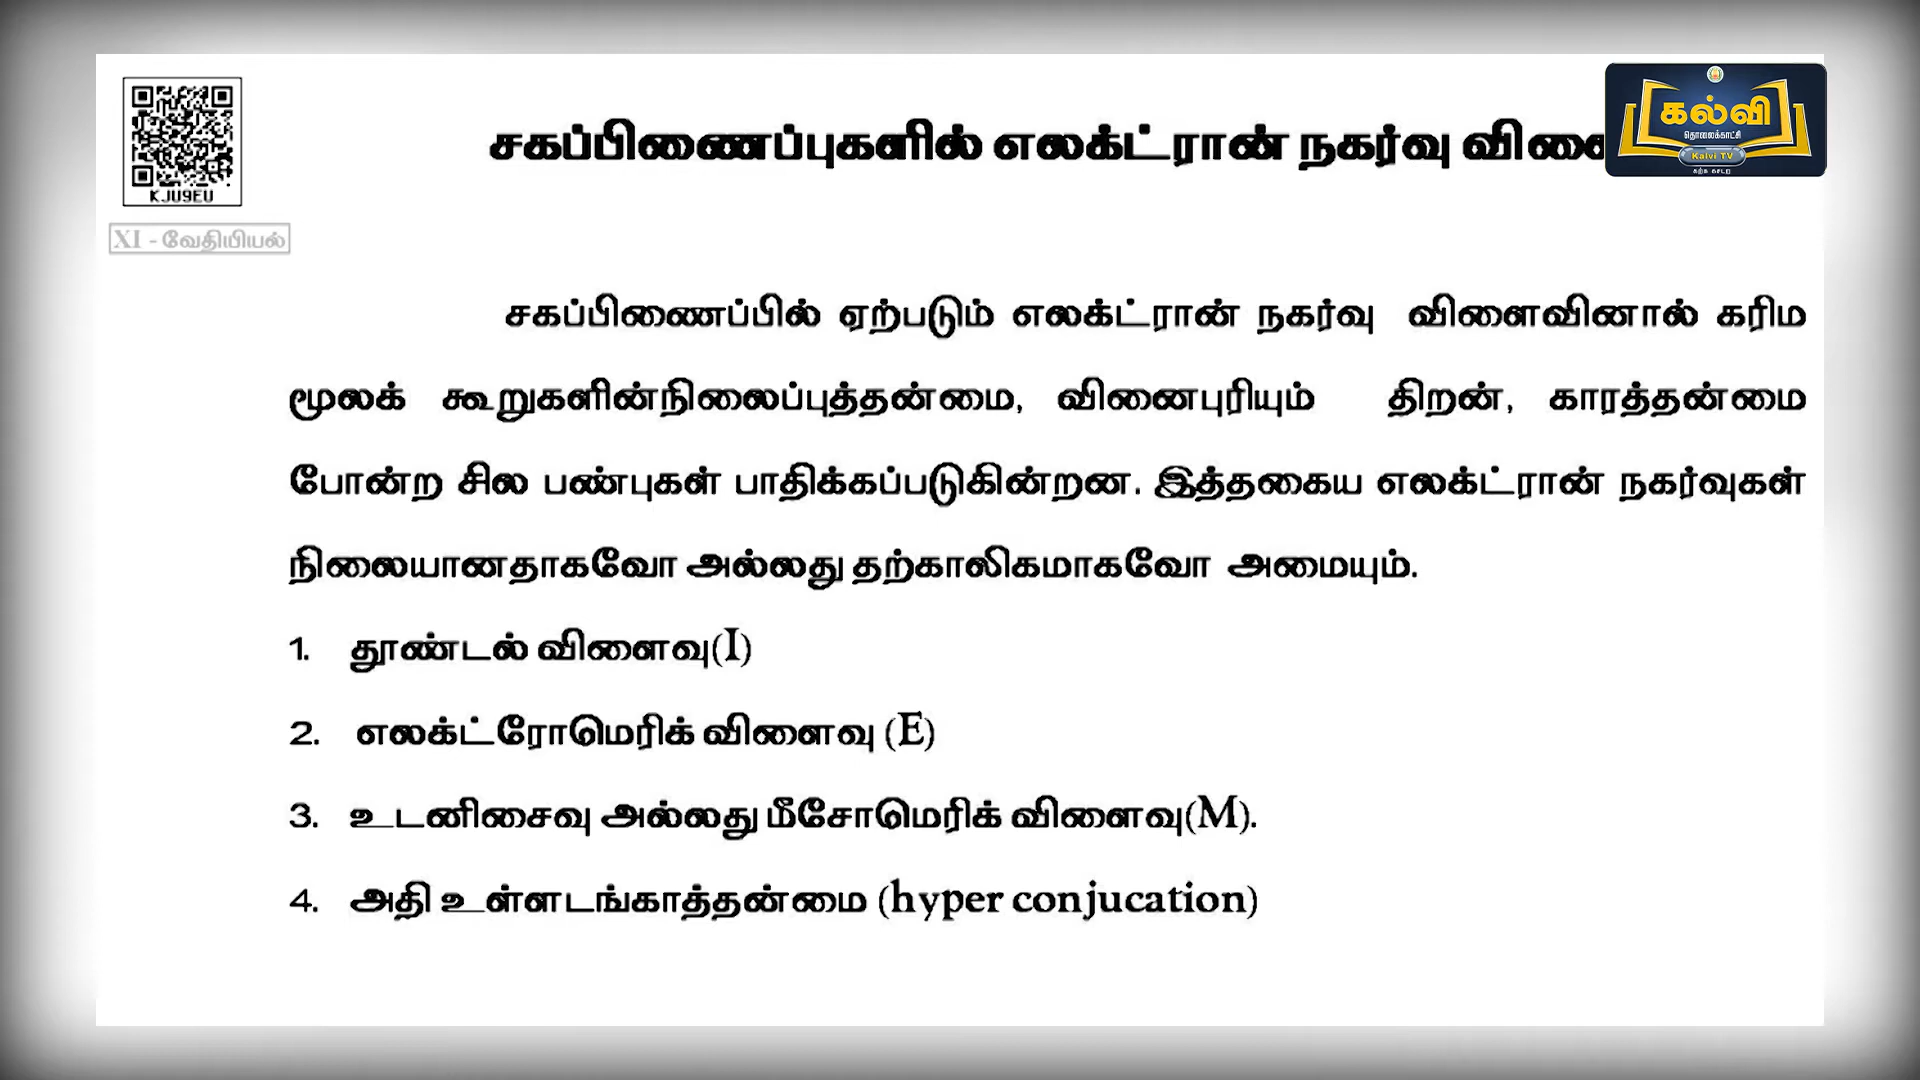 KJU9EU
XI - வேதியியல்
சகப்பிணைப்புகளில் எலக்ட்ரான் நகர்வு
கல்வி
தொலைக்காட்சி
Kalvi TV
கற்க கசடற
சகப்பிணைப்பில் ஏற்படும் எலக்ட்ரான் நகர்வு விளைவினால் கரிம
மூலக் கூறுகளின்நிலைப்புத்தன்மை, வினைபுரியும் திறன், காரத்தன்மை
போன்ற சில பண்புகள் பாதிக்கப்படுகின்றன. இத்தகைய எலக்ட்ரான் நகர்வுகள்
நிலையானதாகவோ அல்லது தற்காலிகமாகவோ அமையும்.
1. தூண்டல் விளைவு(I)
2. எலக்ட்ரோமெரிக் விளைவு (E)
3. உடனிசைவு அல்லது மீசோமெரிக் விளைவு(M).
4. அதி உள்ளடங்காத்தன்மை (hyper conjucation)